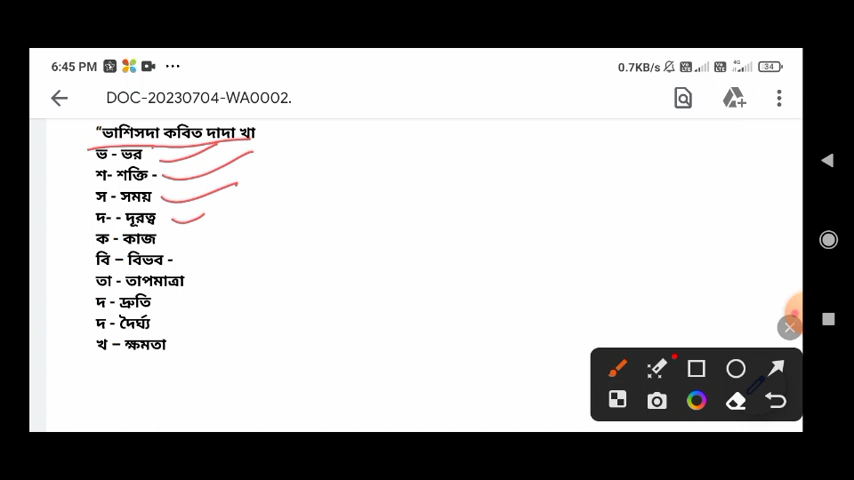 6:45 PM ... 0.7KB/s 34
DOC-20230704-WA0002.
"ভাশিসদা কবিত দাদা খা
ভ - ভর
শ- শক্তি -
স - সময়
দ- - দূরত্ব
ক - কাজ
বি – বিভব -
তা - তাপমাত্রা
দ - দ্রুতি
দ - দৈর্ঘ্য
খ – ক্ষমতা